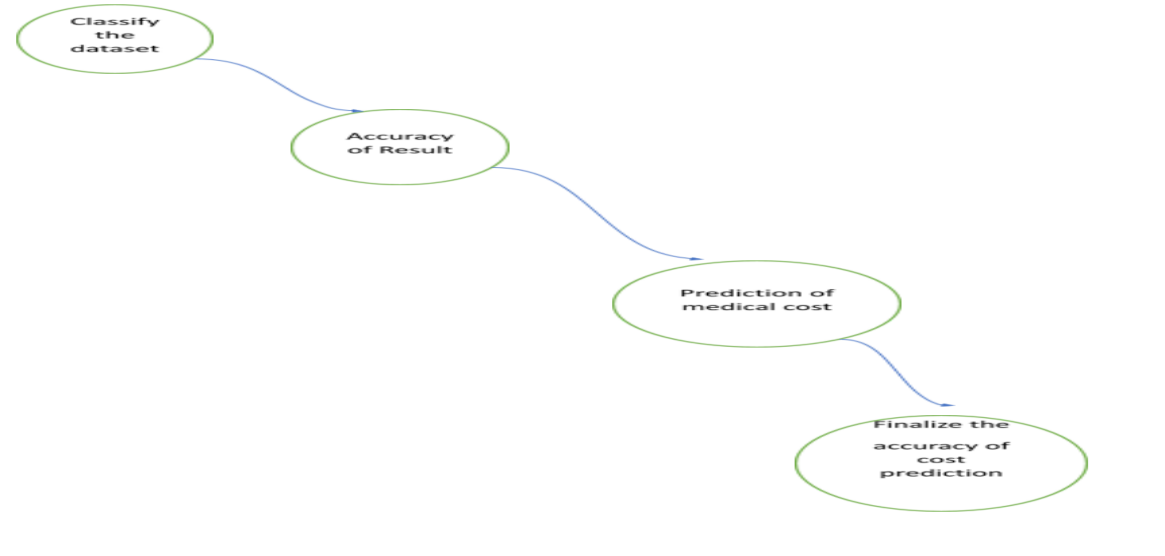 Classify
the
dataset
Accuracy
of Result
Prediction of
medical cost
Finalize the
accuracy of
cost
prediction